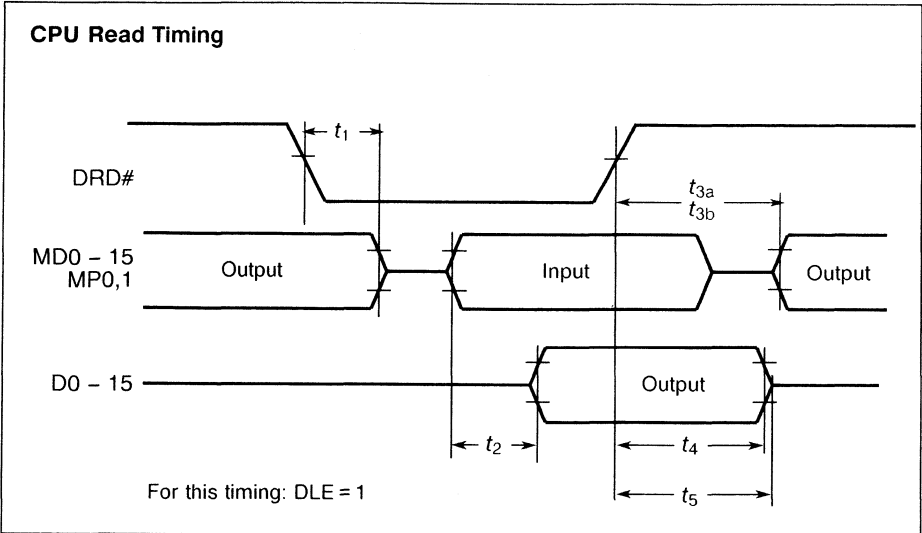 CPU Read Timing
t1
DRD#
t3a
t3b
MD0 – 15
MP0,1
Output
Input
Output
D0 – 15
Output
t2
t4
t5
For this timing: DLE = 1